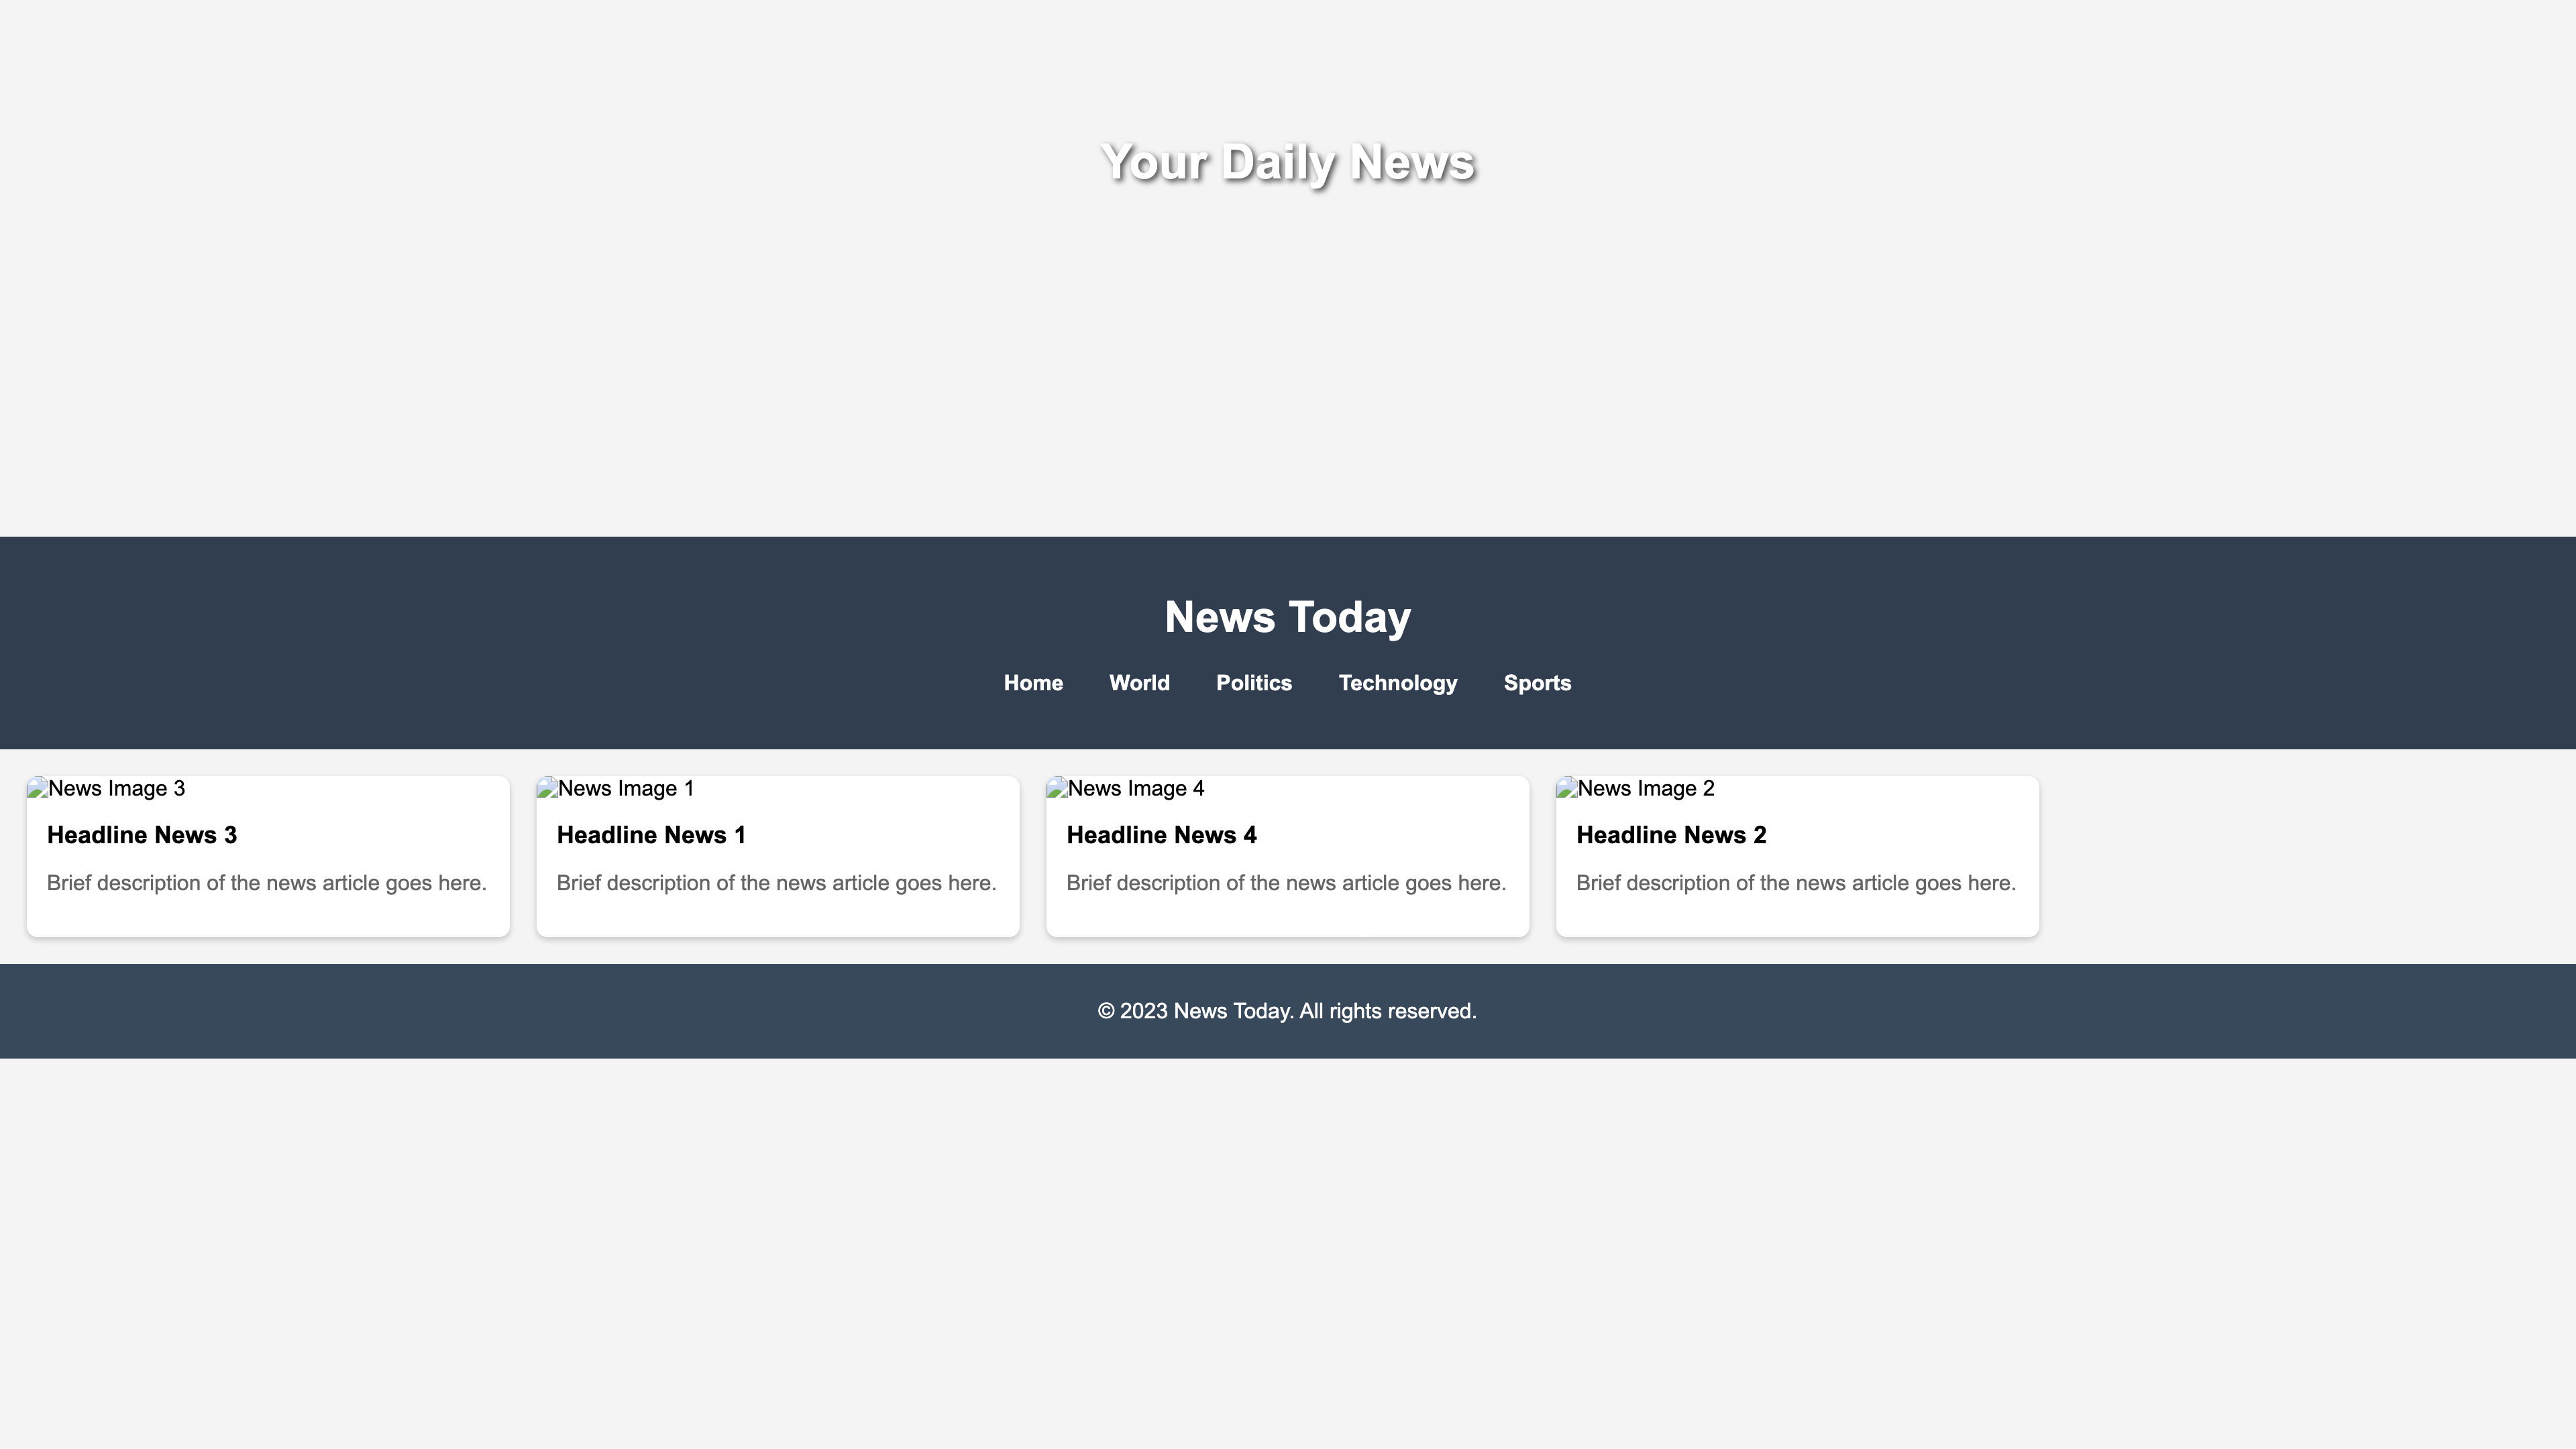 Your Daily News
News Today
Home World Politics Technology Sports
News Image 3
Headline News 3
Brief description of the news article goes here.
News Image 1
Headline News 1
Brief description of the news article goes here.
News Image 4
Headline News 4
Brief description of the news article goes here.
News Image 2
Headline News 2
Brief description of the news article goes here.
© 2023 News Today. All rights reserved.